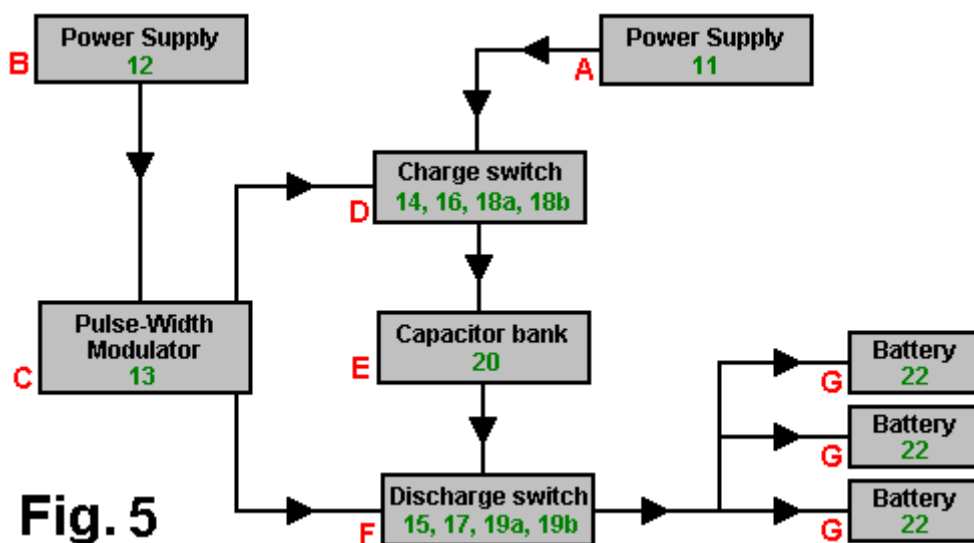 Power Supply
12
B
Power Supply
11
A
Charge switch
14, 16, 18a, 18b
D
Pulse-Width
Modulator
13
C
Capacitor bank
20
E
Battery
22
G
Battery
22
G
Battery
22
G
Discharge switch
15, 17, 19a, 19b
F
Fig. 5